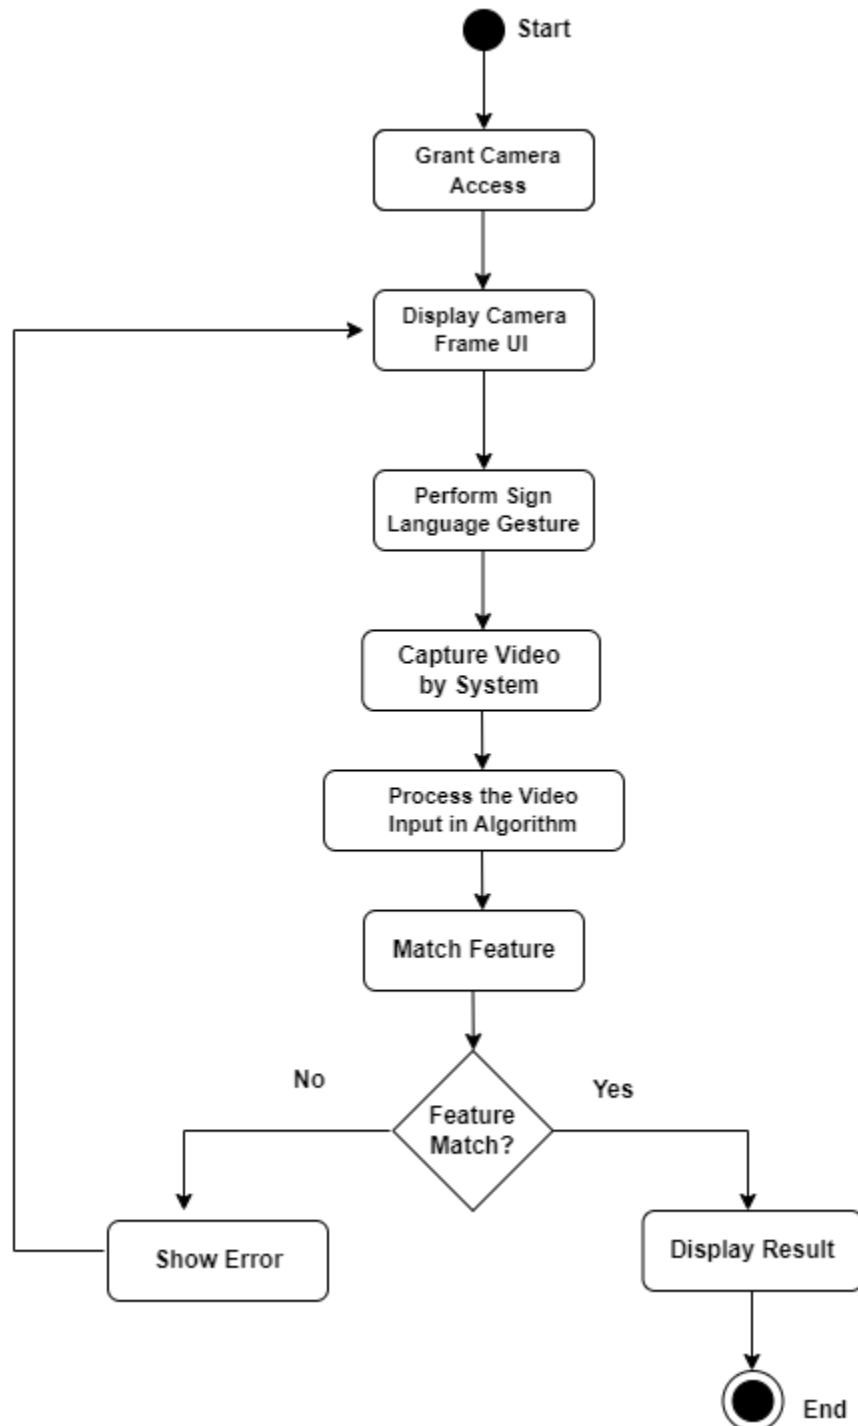 Start
Grant Camera
Access
Display Camera
Frame UI
Perform Sign
Language Gesture
Capture Video
by System
Process the Video
Input in Algorithm
Match Feature
No
Yes
Feature
Match?
Show Error
Display Result
End